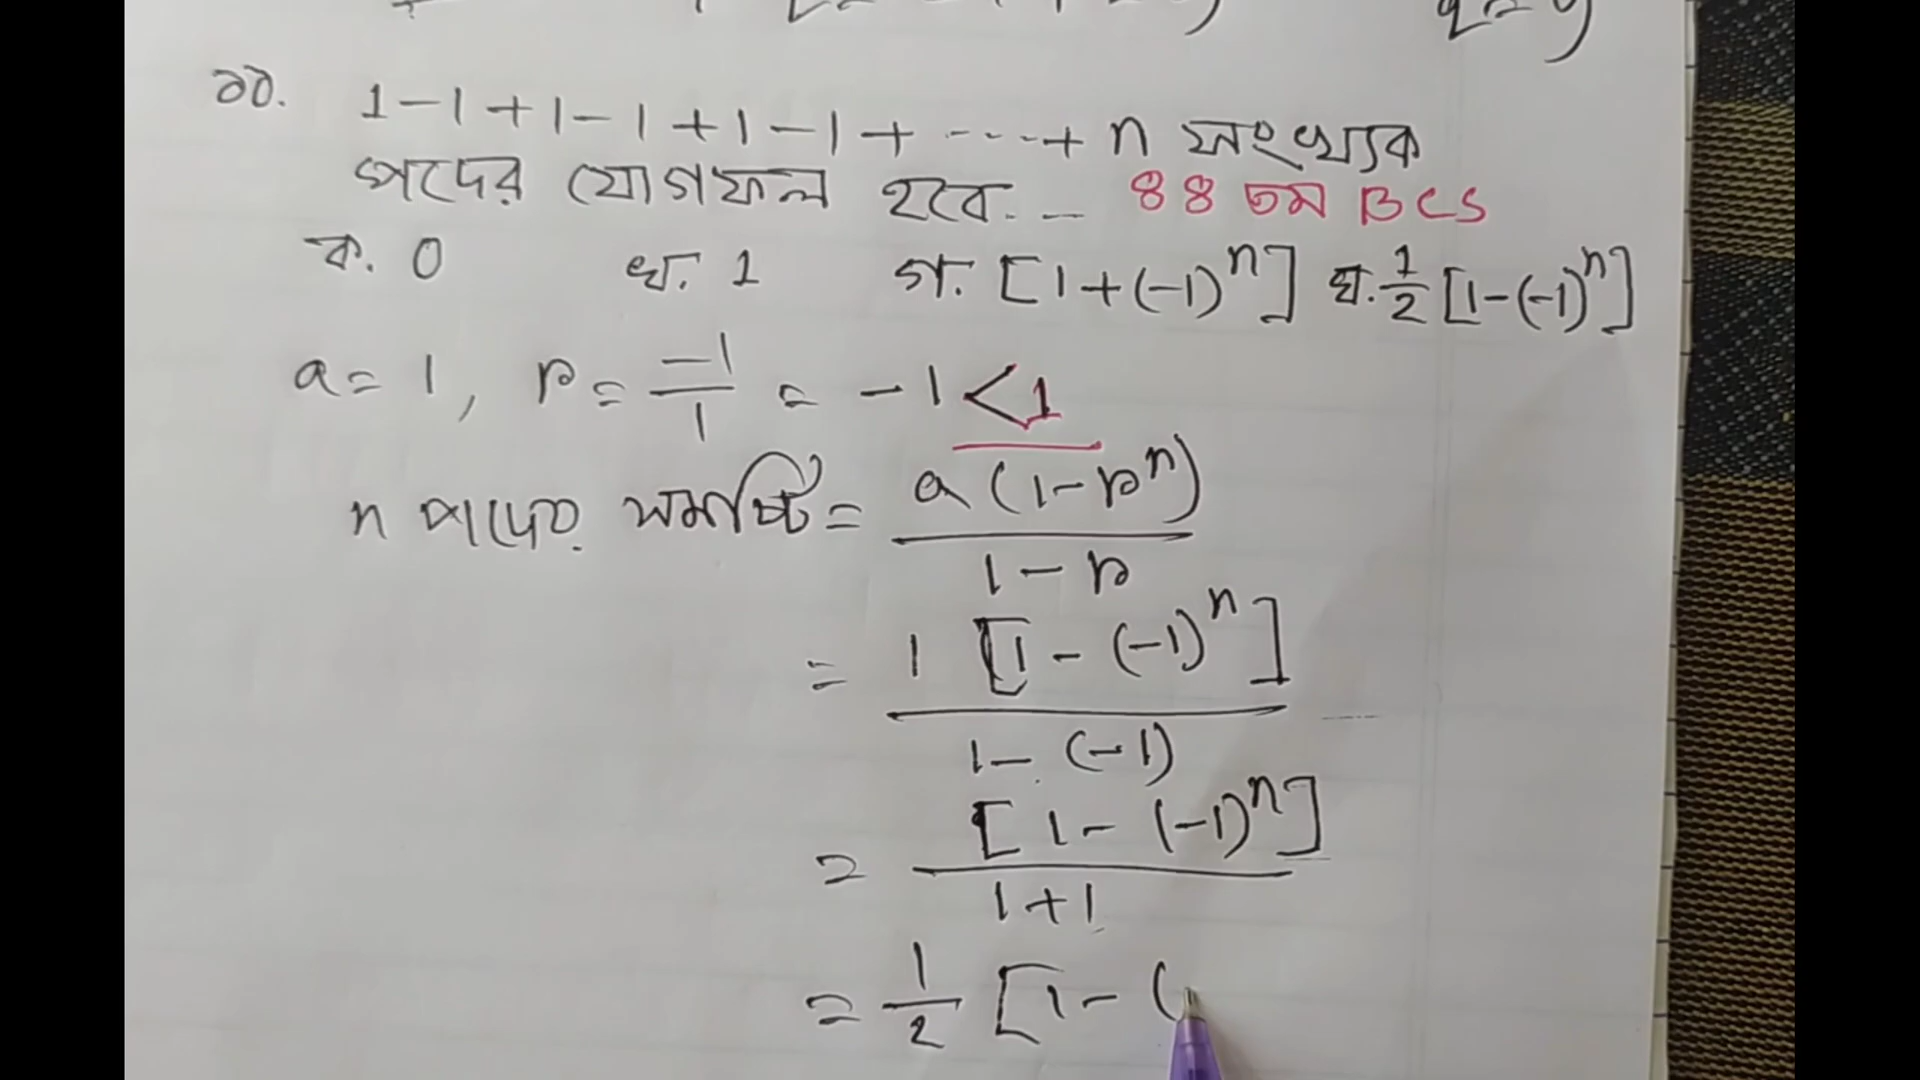 ১০. 1-1+1-1+1-1+ ----+ n সংখ্যক
পদের যোগফল হবে.-- ৪৪ তম BCS
ক. 0 খ. 1 গ. [1+(-1)^n] ঘ. 1/2 [1-(-1)^n]
a = 1, r = -1/1 = -1 < 1
n পদের সমষ্টি = a(1-r^n)/1-r
= 1 [1-(-1)^n]/1-(-1)
= [1-(-1)^n]/1+1
= 1/2 [1-(